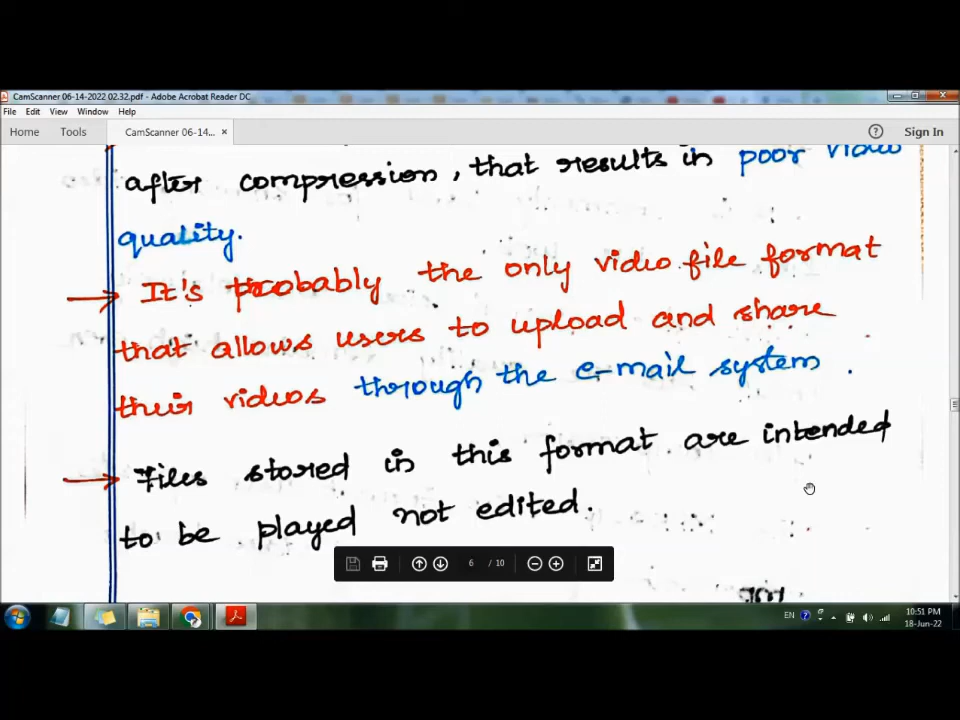 CamScanner 06-14-2022 02.32.pdf - Adobe Acrobat Reader DC
File Edit View Window Help
Home Tools CamScanner 06-14... × ? Sign In
after compression, that results in poor video
quality.
→ It's probably the only video file format
that allows users to upload and share
their videos through the e-mail system.
→ Files stored in this format are intended
to be played not edited.
6 / 10
EN 10:51 PM
18-Jun-22